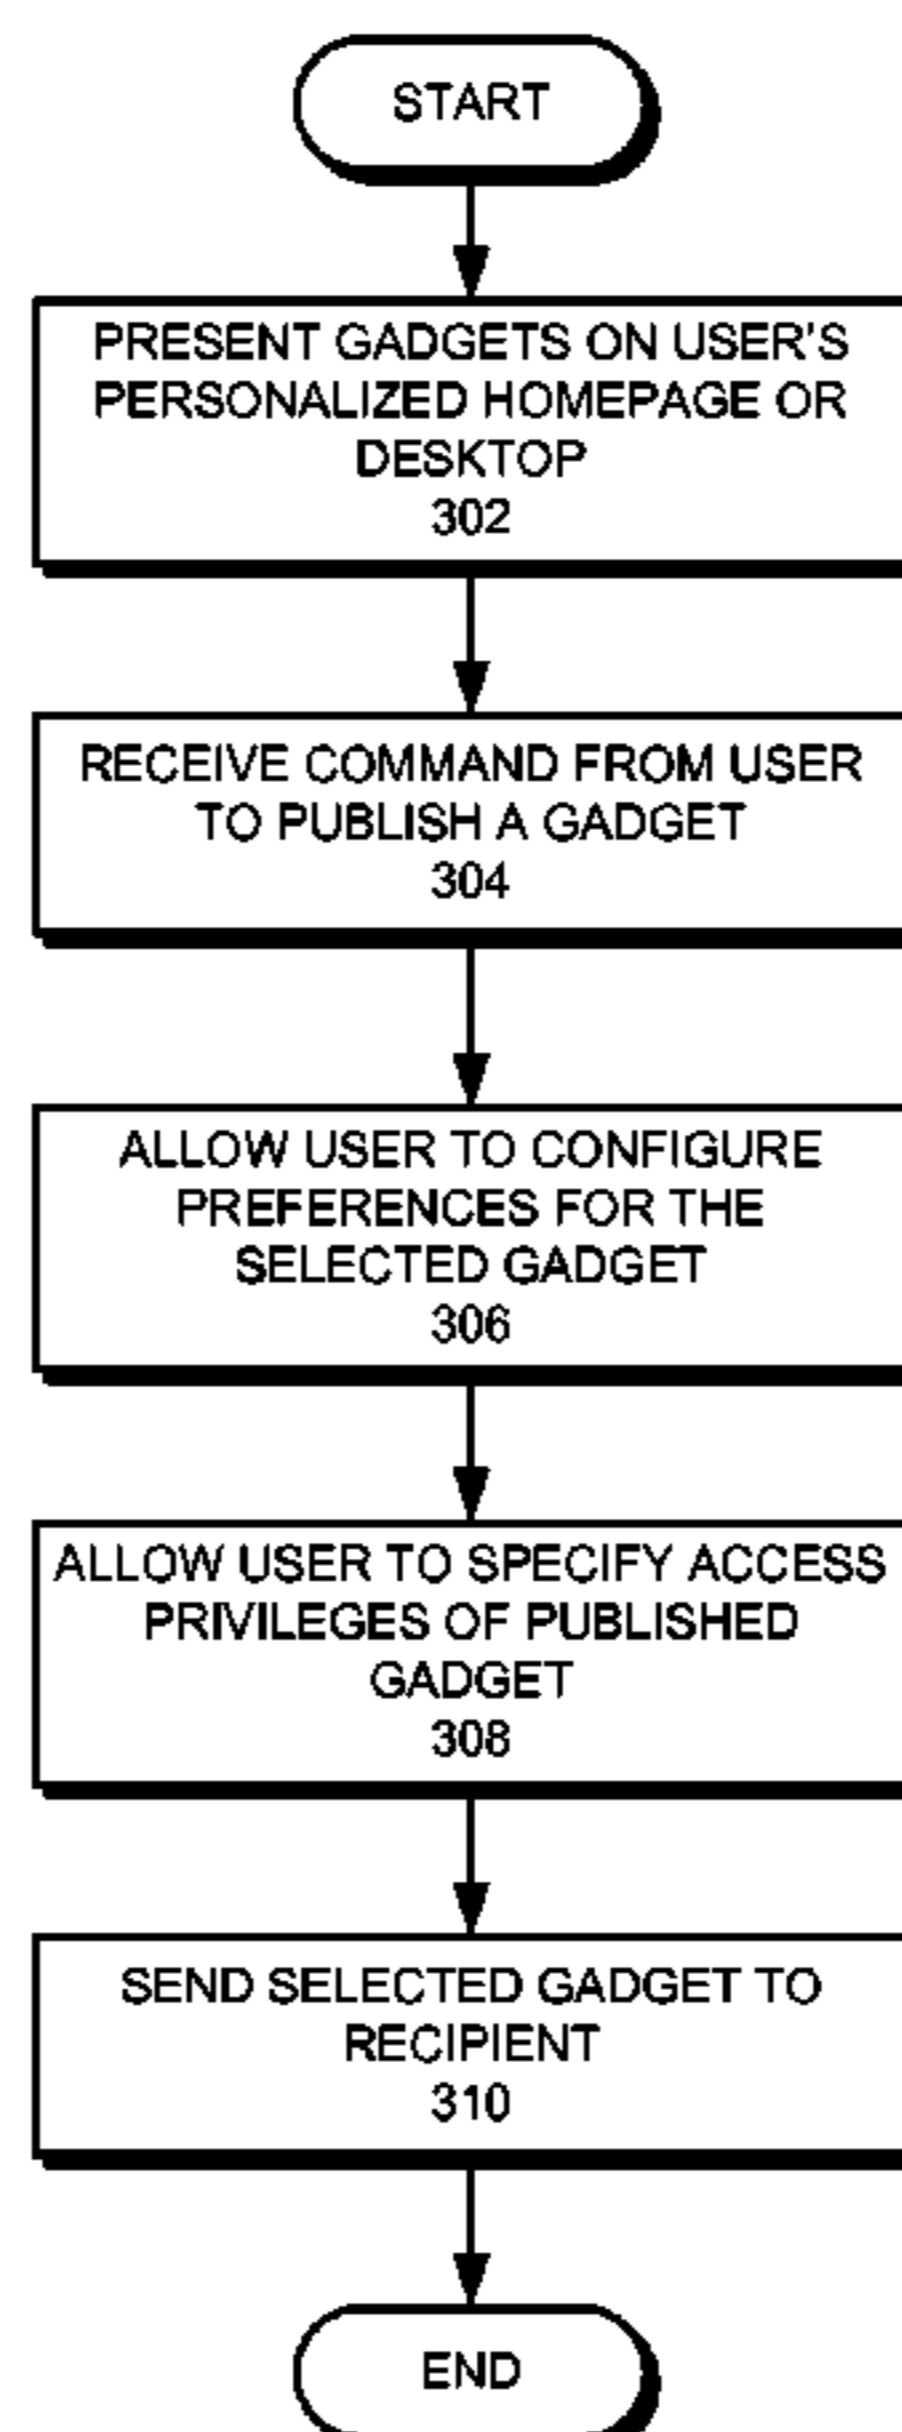 START
PRESENT GADGETS ON USER'S
PERSONALIZED HOMEPAGE OR
DESKTOP
302
RECEIVE COMMAND FROM USER
TO PUBLISH A GADGET
304
ALLOW USER TO CONFIGURE
PREFERENCES FOR THE
SELECTED GADGET
306
ALLOW USER TO SPECIFY ACCESS
PRIVILEGES OF PUBLISHED
GADGET
308
SEND SELECTED GADGET TO
RECIPIENT
310
END